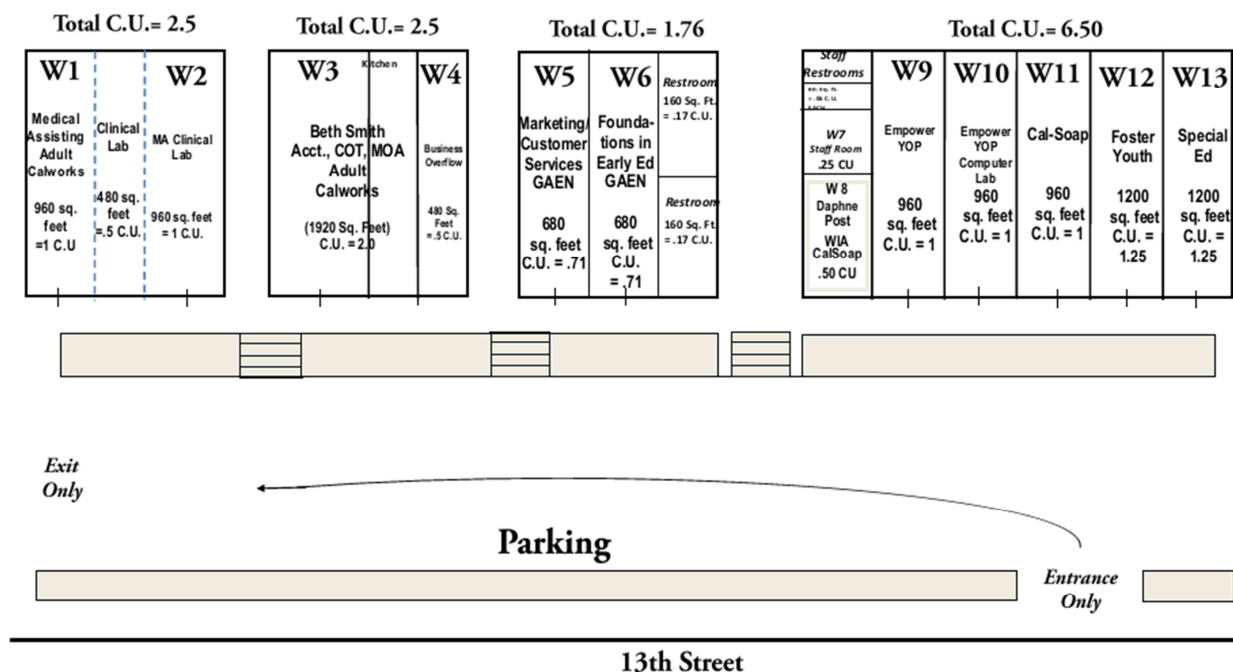 Total C.U.= 2.5
Total C.U.= 2.5
Total C.U.= 1.76
Total C.U.= 6.50
W1
Medical
Assisting
Adult
Calworks
960 sq.
feet
=1 C.U
Clinical
Lab
480 sq.
feet
=.5 C.U.
W2
MA Clinical
Lab
960 sq. feet
= 1 C.U.
W3
Kitchen
Beth Smith
Acct., COT, MOA
Adult
Calworks
(1920 Sq. Feet)
C.U. = 2.0
W4
Business
Overflow
480 Sq.
Feet
=.5 C.U.
W5
Marketing/
Customer
Services
GAEN
680
sq. feet
C.U. = .71
W6
Founda-
tions in
Early Ed
GAEN
680
sq. feet
C.U.
= .71
Restroom
160 Sq. Ft.
= .17 C.U.
Restroom
160 Sq. Ft.
= .17 C.U.
Staff
Restrooms
Sq. Ft.
= .06 C.U.
EACH
W7
Staff Room
.25 CU
W 8
Daphne
Post
WIA
CalSoap
.50 CU
W9
Empower
YOP
960
sq. feet
C.U. = 1
W10
Empower
YOP
Computer
Lab
960
sq. feet
C.U. = 1
W11
Cal-Soap
960
sq. feet
C.U. = 1
W12
Foster
Youth
1200
sq. feet
C.U. =
1.25
W13
Special
Ed
1200
sq. feet
C.U. =
1.25
Exit
Only
Parking
Entrance
Only
13th Street